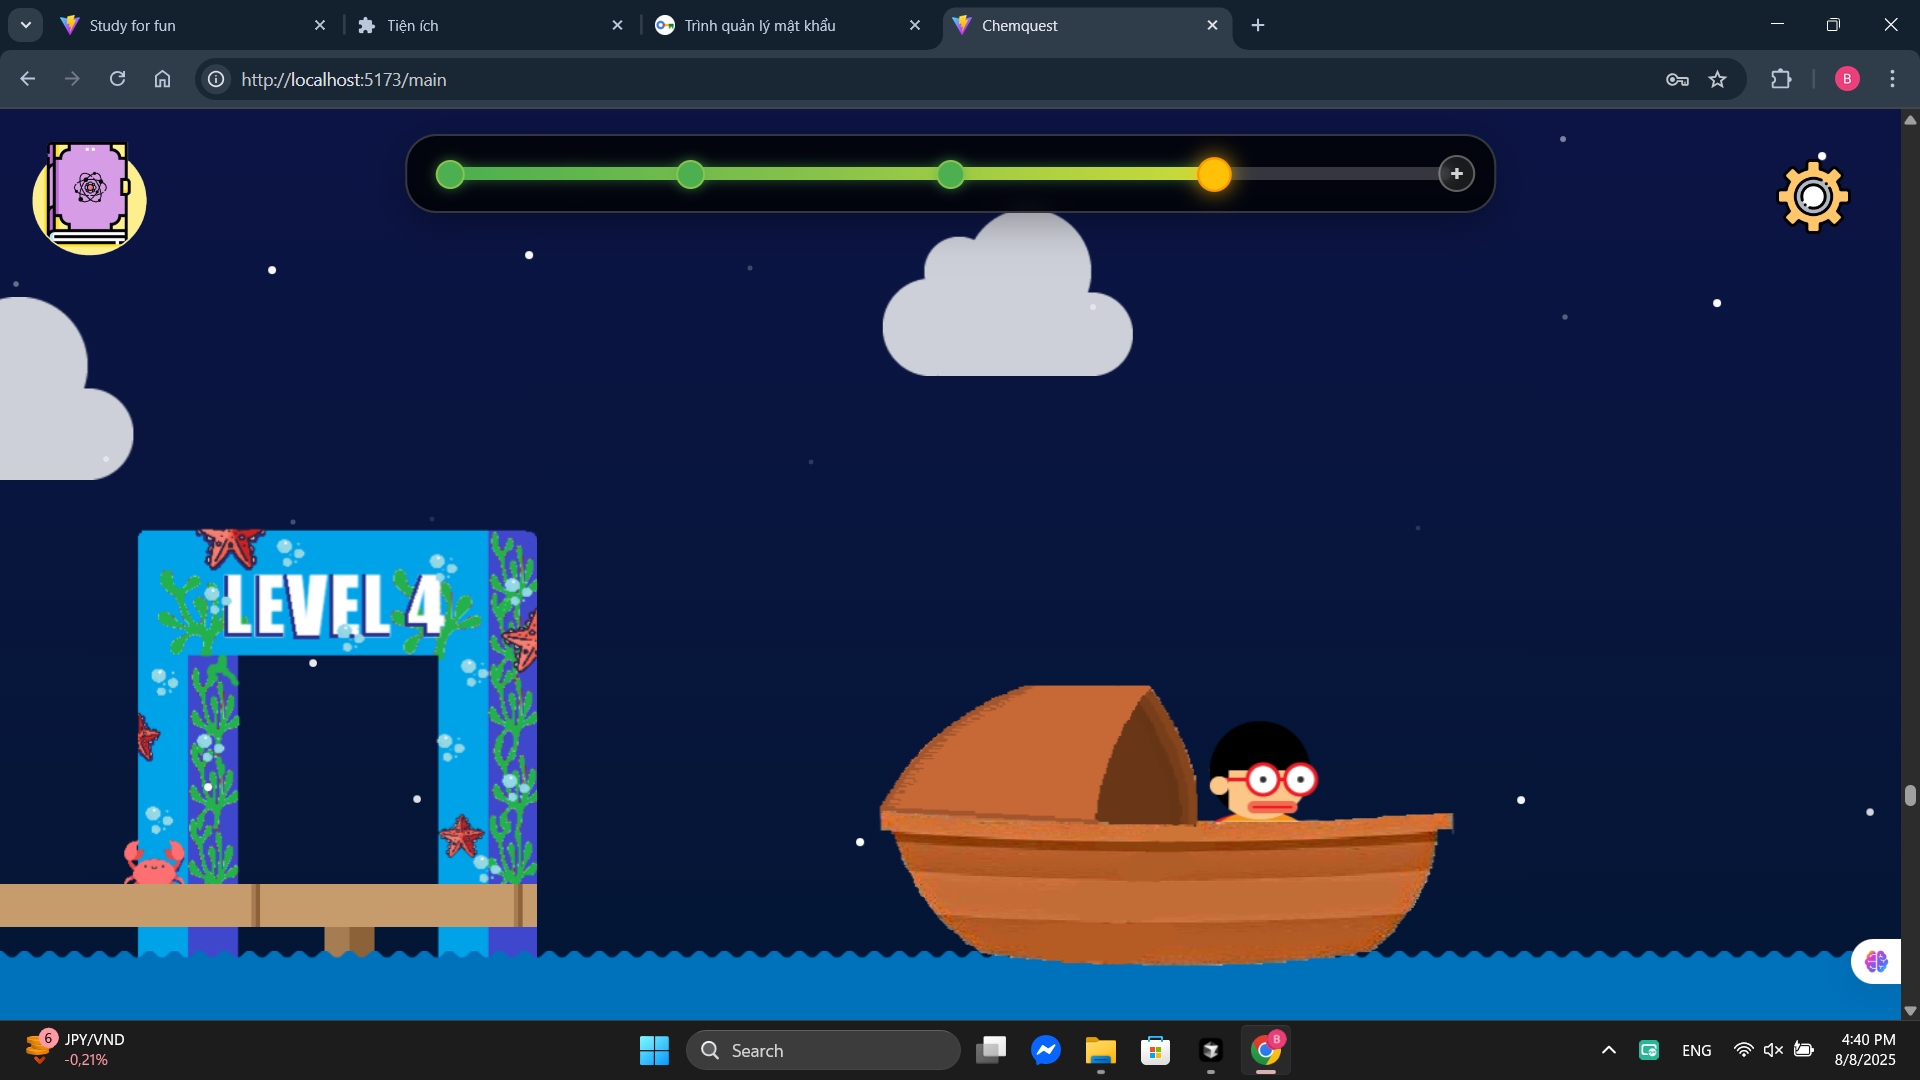 Study for fun
Tiện ích
Trình quản lý mật khẩu
Chemquest
http://localhost:5173/main
B
LEVEL 4
6
JPY/VND
-0,21%
Search
B
ENG
4:40 PM
8/8/2025